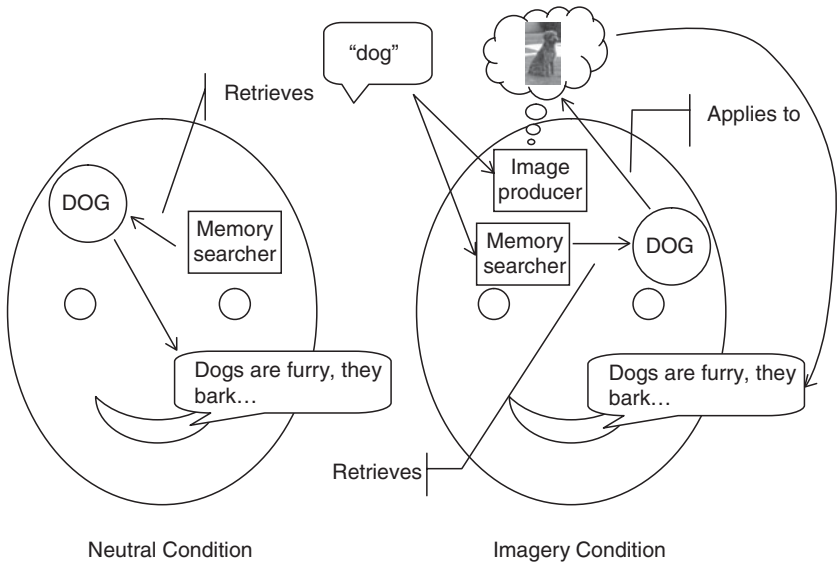 “dog”
Retrieves
DOG
Memory
searcher
Dogs are furry, they
bark…
Neutral Condition
Applies to
Image
producer
Memory
searcher
DOG
Dogs are furry, they
bark…
Retrieves
Imagery Condition